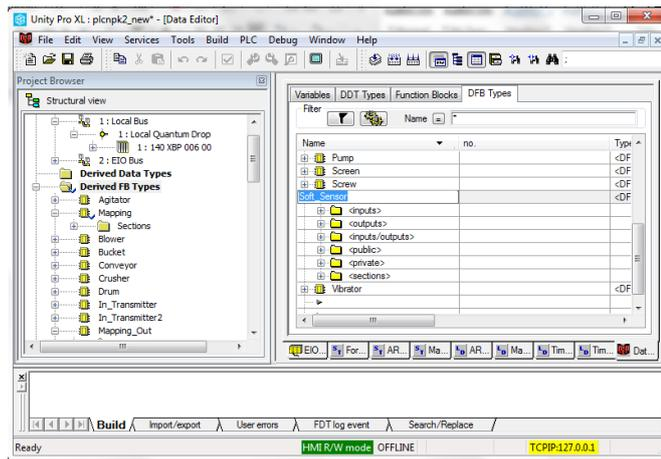 Unity Pro XL : plcnpk2_new* - [Data Editor]
File Edit View Services Tools Build PLC Debug Window Help
Project Browser
Structural view
1 : Local Bus
1 : Local Quantum Drop
1 : 140 XBP 006 00
2 : EIO Bus
Derived Data Types
Derived FB Types
Agitator
Mapping
Sections
Blower
Bucket
Conveyor
Crusher
Drum
In_Transmitter
In_Transmitter2
Mapping_Out
Variables DDT Types Function Blocks DFB Types
Filter
Name = *
Name no. Type
Pump <DF
Screen <DF
Screw <DF
Soft_Sensor <DF
<inputs>
<outputs>
<inputs/outputs>
<public>
<private>
<sections>
Vibrator <DF
EIO... For... AR... Ma... AR... Ma... Tim... Tim... Dat...
Build Import/export User errors FDT log event Search/Replace
Ready HMI R/W mode OFFLINE TCPIP:127.0.0.1